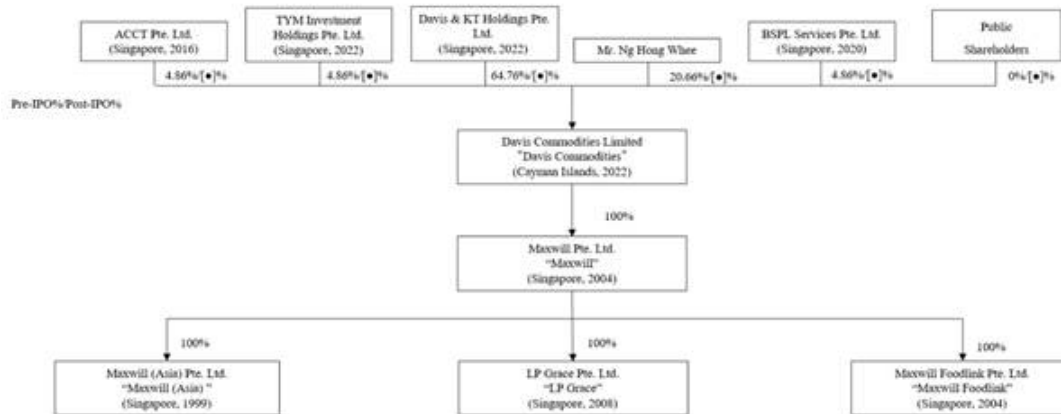 ACCT Pte. Ltd.
(Singapore, 2016)
TYM Investment
Holdings Pte. Ltd.
(Singapore, 2022)
Davis & KT Holdings Pte.
Ltd.
(Singapore, 2022)
Mr. Ng Hong Whee
BSPL Services Pte. Ltd.
(Singapore, 2020)
Public
Shareholders
4.86%/[●]%
4.86%/[●]%
64.76%/[●]%
20.66%/[●]%
4.86%/[●]%
0%/[●]%
Pre-IPO%/Post-IPO%
Davis Commodities Limited
"Davis Commodities"
(Cayman Islands, 2022)
100%
Maxwill Pte. Ltd.
"Maxwill"
(Singapore, 2004)
100%
100%
100%
Maxwill (Asia) Pte. Ltd.
"Maxwill (Asia) "
(Singapore, 1999)
LP Grace Pte. Ltd.
"LP Grace"
(Singapore, 2008)
Maxwill Foodlink Pte. Ltd.
"Maxwill Foodlink"
(Singapore, 2004)